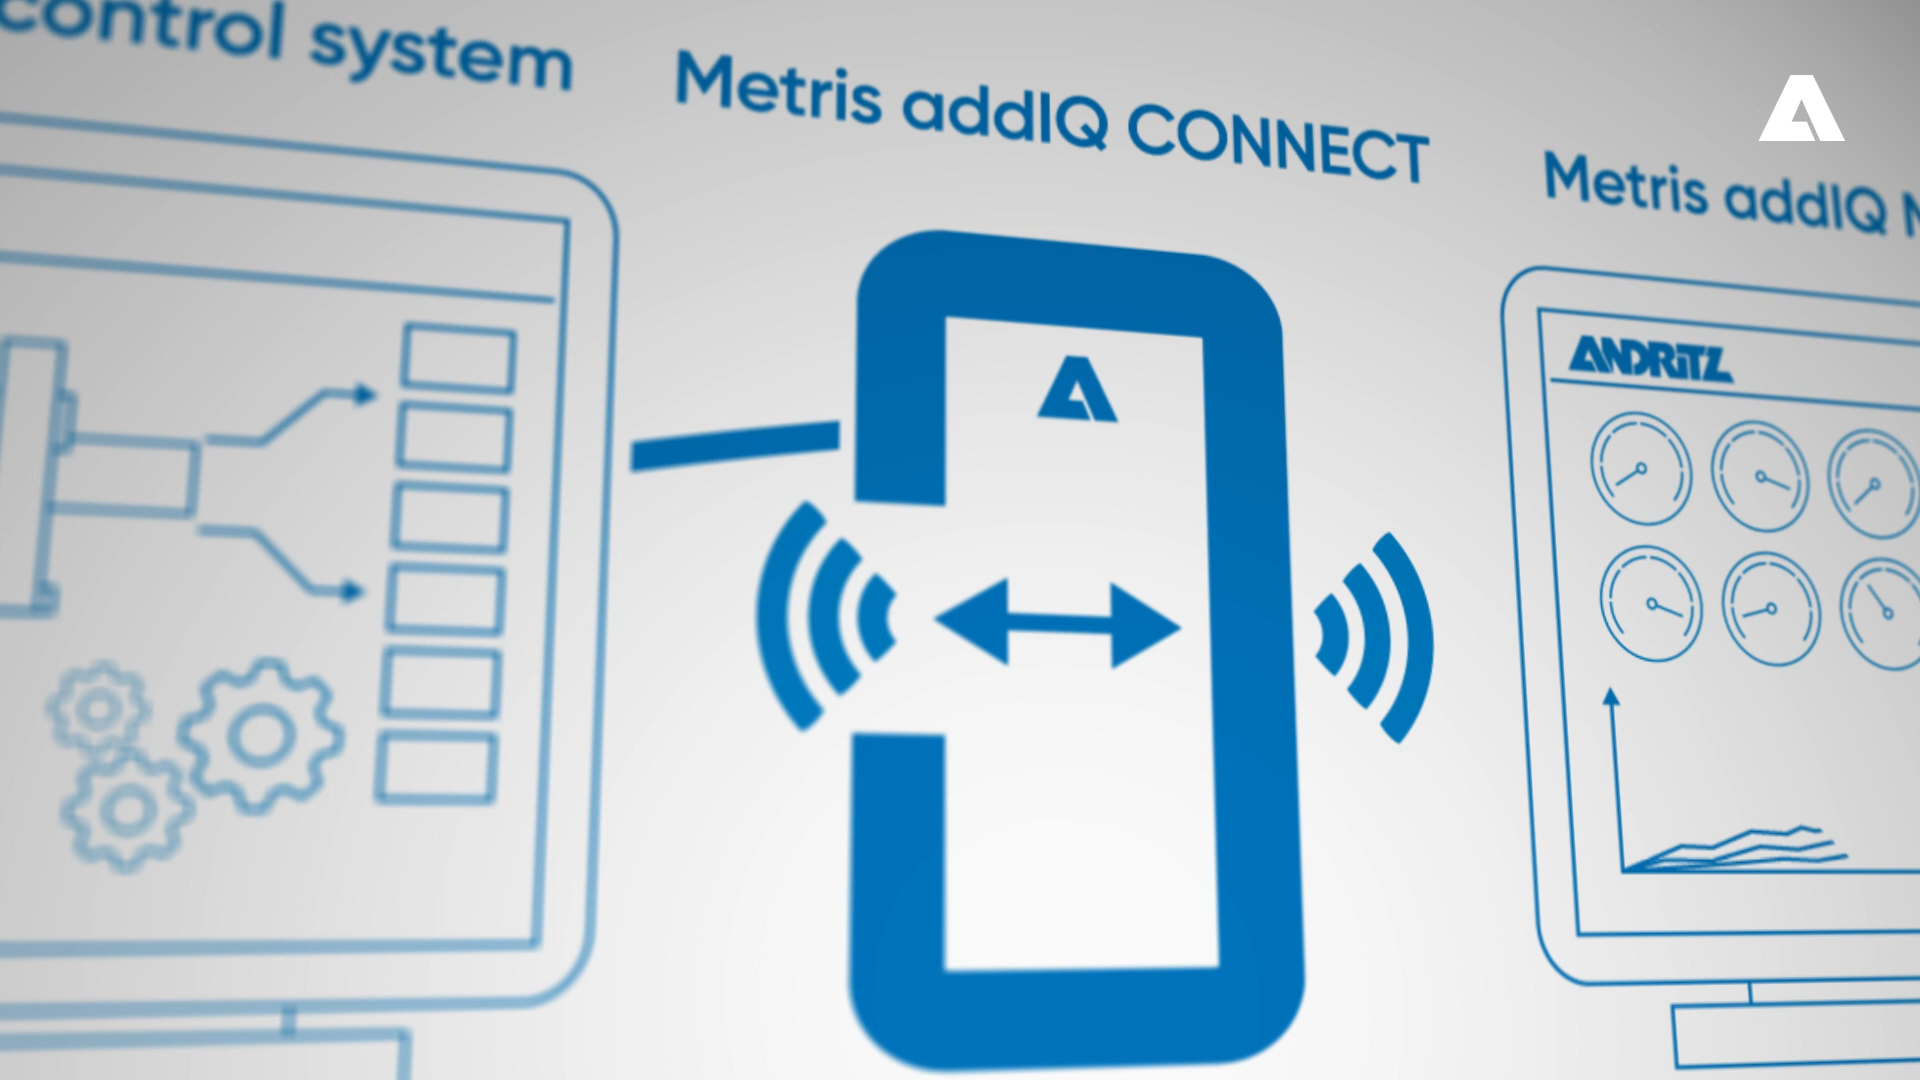 control system
Metris addIQ CONNECT
Metris addIQ
ANDRITZ